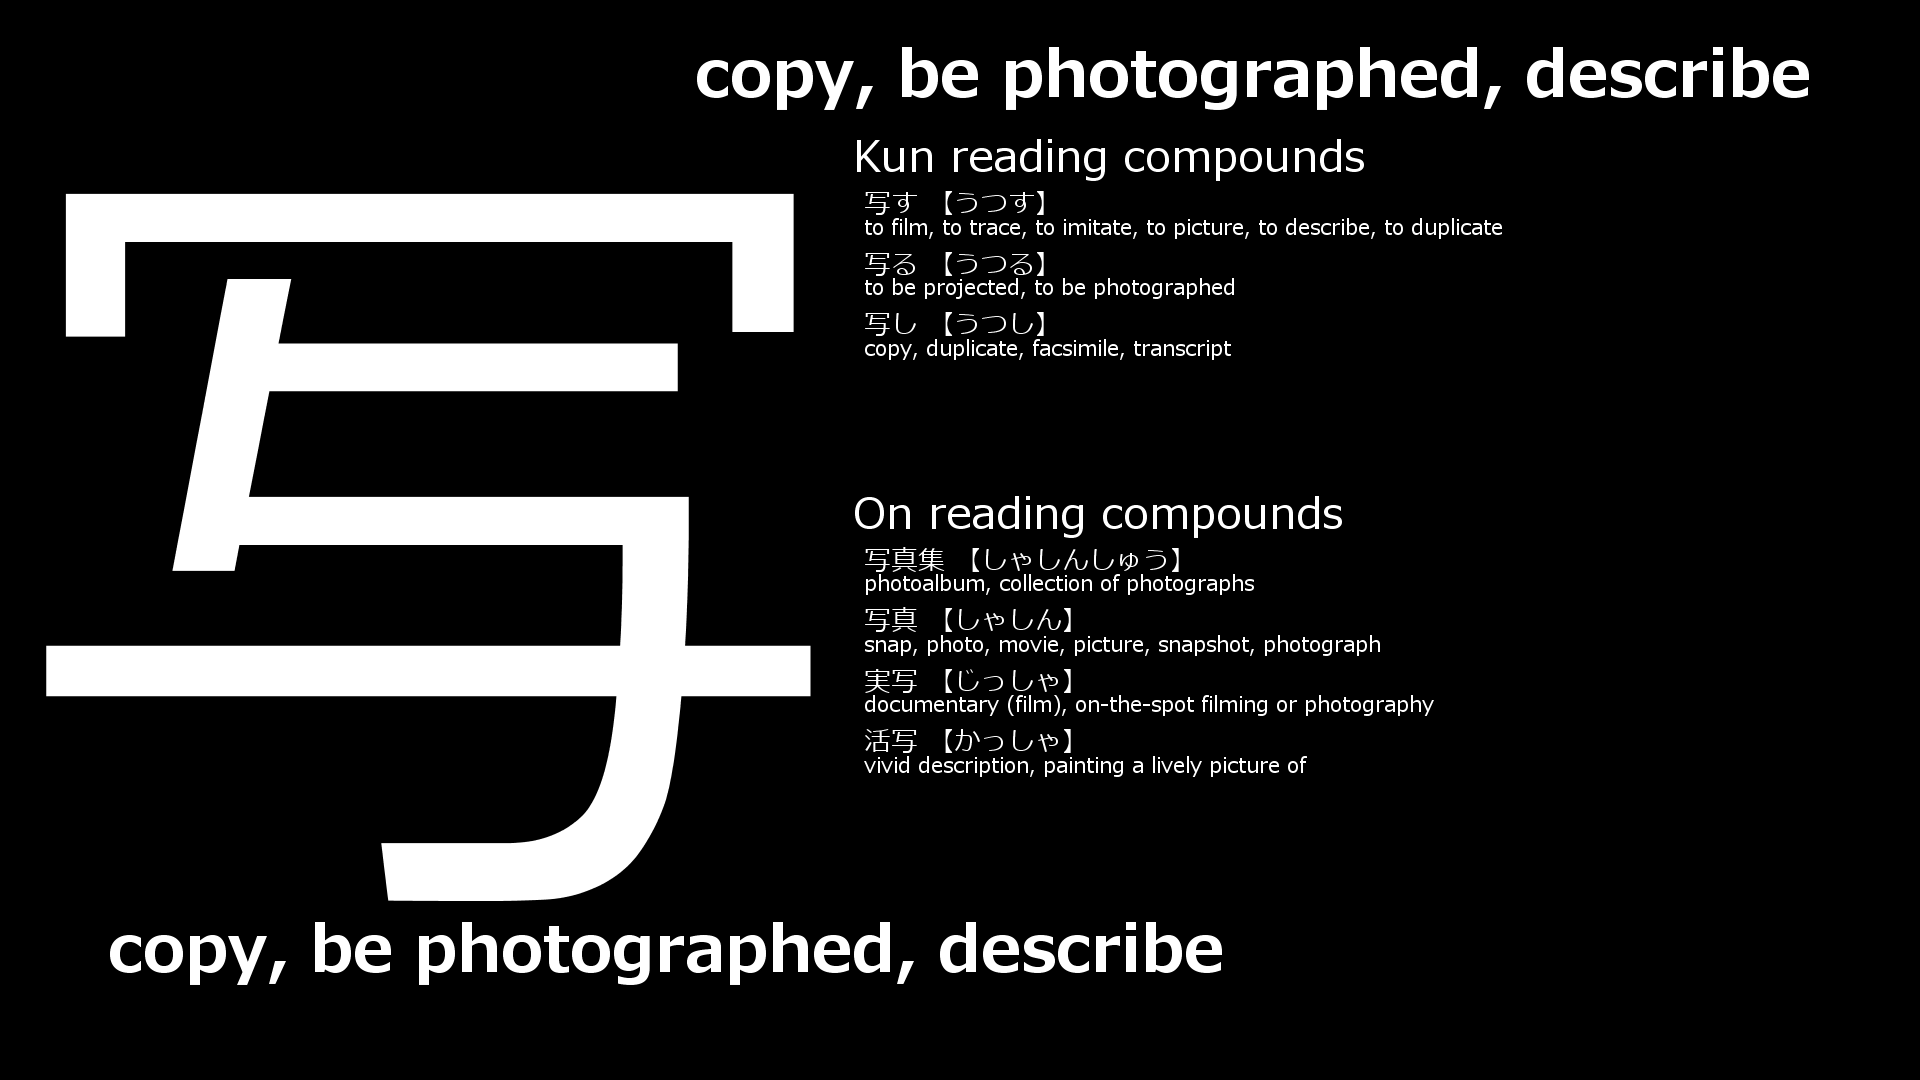 copy, be photographed, describe
写
Kun reading compounds
写す 【うつす】
to film, to trace, to imitate, to picture, to describe, to duplicate
写る 【うつる】
to be projected, to be photographed
写し 【うつし】
copy, duplicate, facsimile, transcript
On reading compounds
写真集 【しゃしんしゅう】
photoalbum, collection of photographs
写真 【しゃしん】
snap, photo, movie, picture, snapshot, photograph
実写 【じっしゃ】
documentary (film), on-the-spot filming or photography
活写 【かっしゃ】
vivid description, painting a lively picture of
copy, be photographed, describe